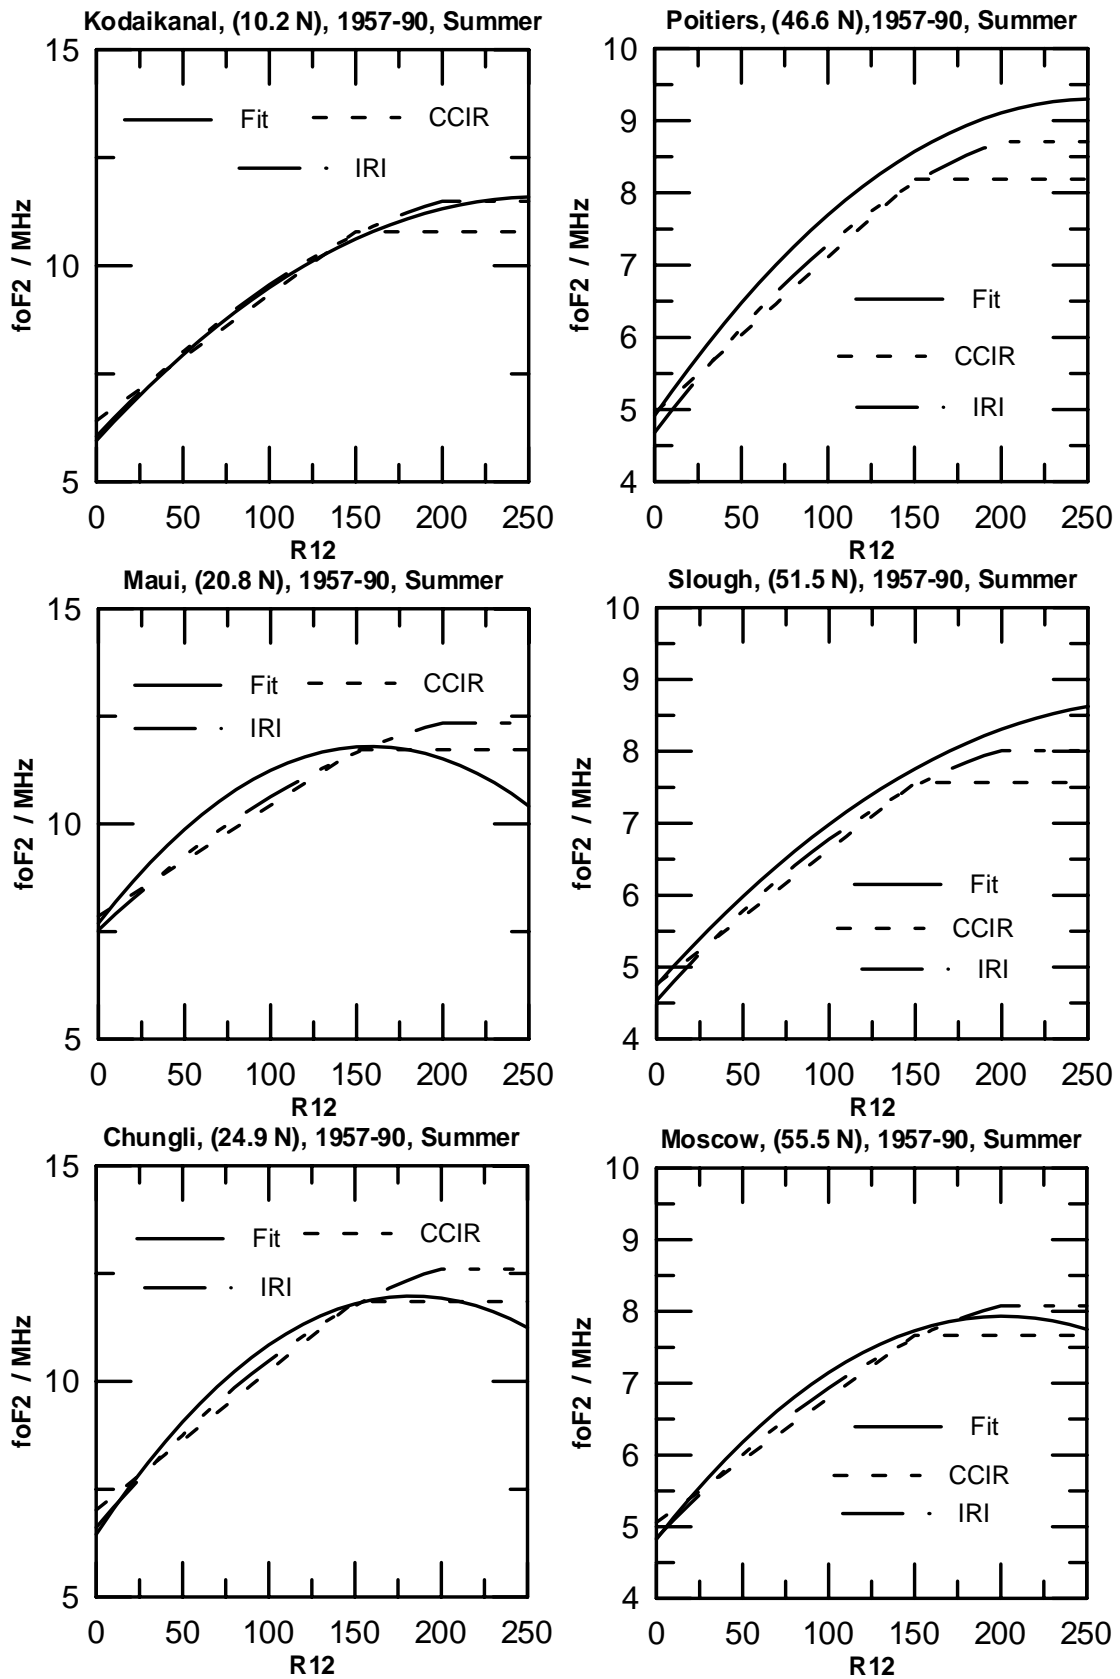 Kodaikanal, (10.2 N), 1957-90, Summer
15
10
5
foF2 / MHz
Fit
CCIR
IRI
0 50 100 150 200 250
R12
Poitiers, (46.6 N),1957-90, Summer
10
9
8
7
6
5
4
foF2 / MHz
Fit
CCIR
IRI
0 50 100 150 200 250
R12
Maui, (20.8 N), 1957-90, Summer
15
10
5
foF2 / MHz
Fit
CCIR
IRI
0 50 100 150 200 250
R12
Slough, (51.5 N), 1957-90, Summer
10
9
8
7
6
5
4
foF2 / MHz
Fit
CCIR
IRI
0 50 100 150 200 250
R12
Chungli, (24.9 N), 1957-90, Summer
15
10
5
foF2 / MHz
Fit
CCIR
IRI
0 50 100 150 200 250
R12
Moscow, (55.5 N), 1957-90, Summer
10
9
8
7
6
5
4
foF2 / MHz
Fit
CCIR
IRI
0 50 100 150 200 250
R12